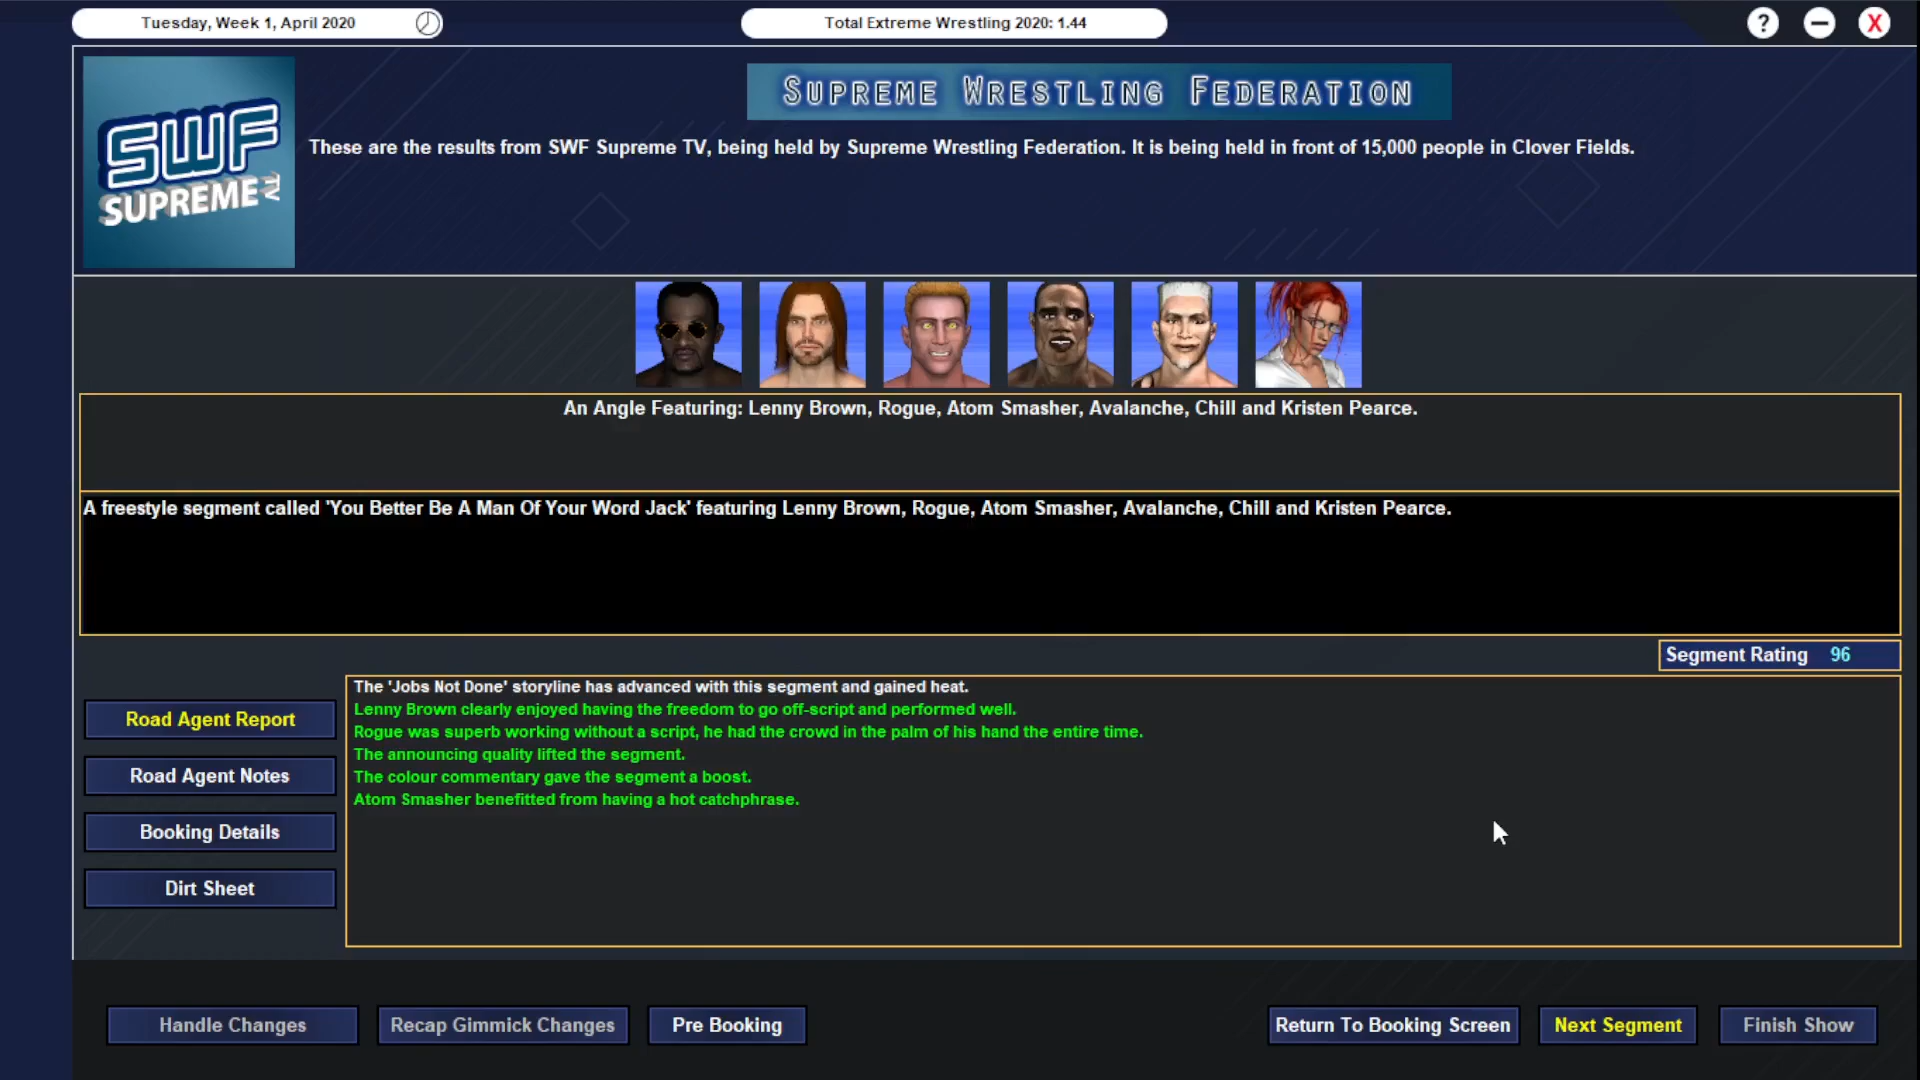 Tuesday, Week 1, April 2020
Total Extreme Wrestling 2020: 1.44
?
X
SWF
SUPREME TV
SUPREME WRESTLING FEDERATION
These are the results from SWF Supreme TV, being held by Supreme Wrestling Federation. It is being held in front of 15,000 people in Clover Fields.
An Angle Featuring: Lenny Brown, Rogue, Atom Smasher, Avalanche, Chill and Kristen Pearce.
A freestyle segment called 'You Better Be A Man Of Your Word Jack' featuring Lenny Brown, Rogue, Atom Smasher, Avalanche, Chill and Kristen Pearce.
Segment Rating 96
Road Agent Report
Road Agent Notes
Booking Details
Dirt Sheet
The 'Jobs Not Done' storyline has advanced with this segment and gained heat.
Lenny Brown clearly enjoyed having the freedom to go off-script and performed well.
Rogue was superb working without a script, he had the crowd in the palm of his hand the entire time.
The announcing quality lifted the segment.
The colour commentary gave the segment a boost.
Atom Smasher benefitted from having a hot catchphrase.
Handle Changes
Recap Gimmick Changes
Pre Booking
Return To Booking Screen
Next Segment
Finish Show